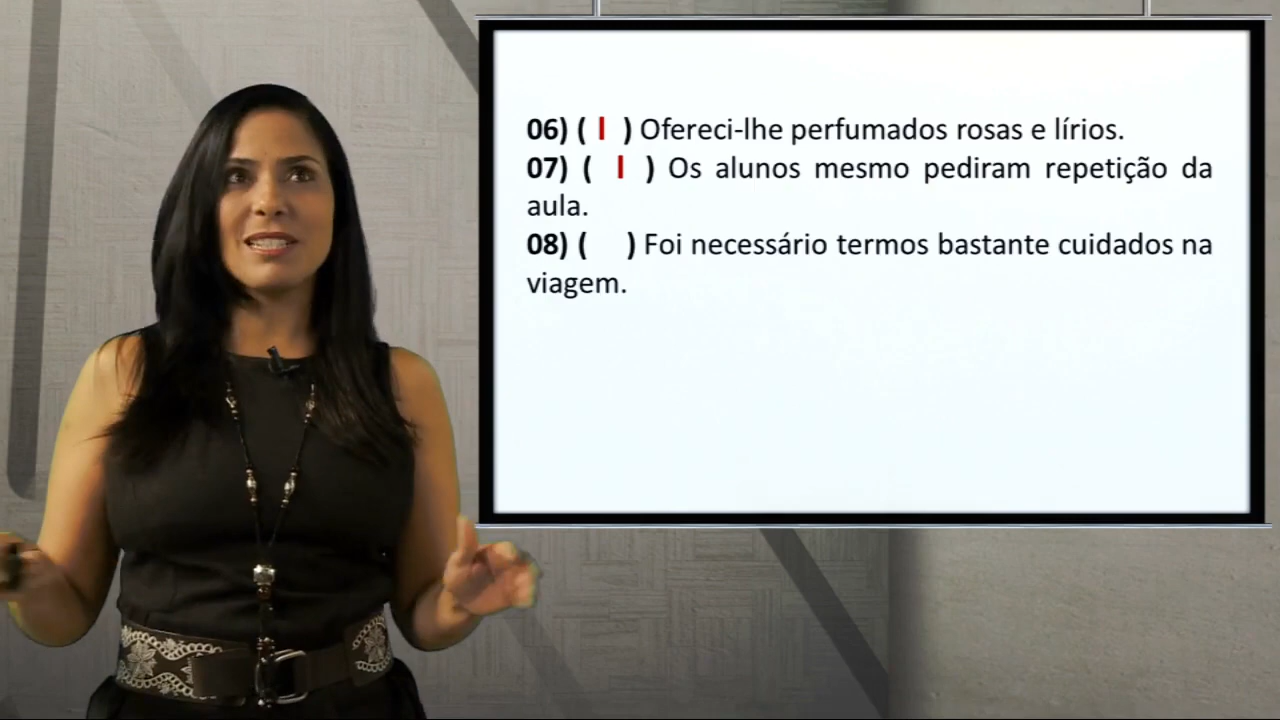 06) ( I ) Ofereci-lhe perfumados rosas e lírios.
07) ( I ) Os alunos mesmo pediram repetição da
aula.
08) ( ) Foi necessário termos bastante cuidados na
viagem.